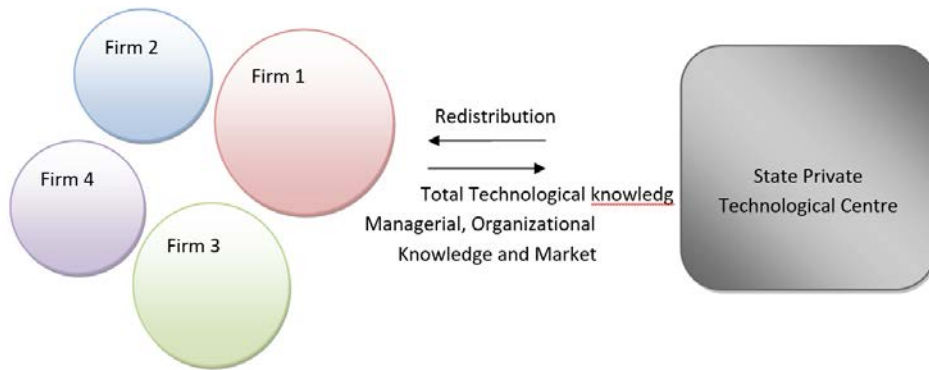 Firm 2
Firm 1
Firm 4
Firm 3
Redistribution
Total Technological knowledg
Managerial, Organizational
Knowledge and Market
State Private
Technological Centre